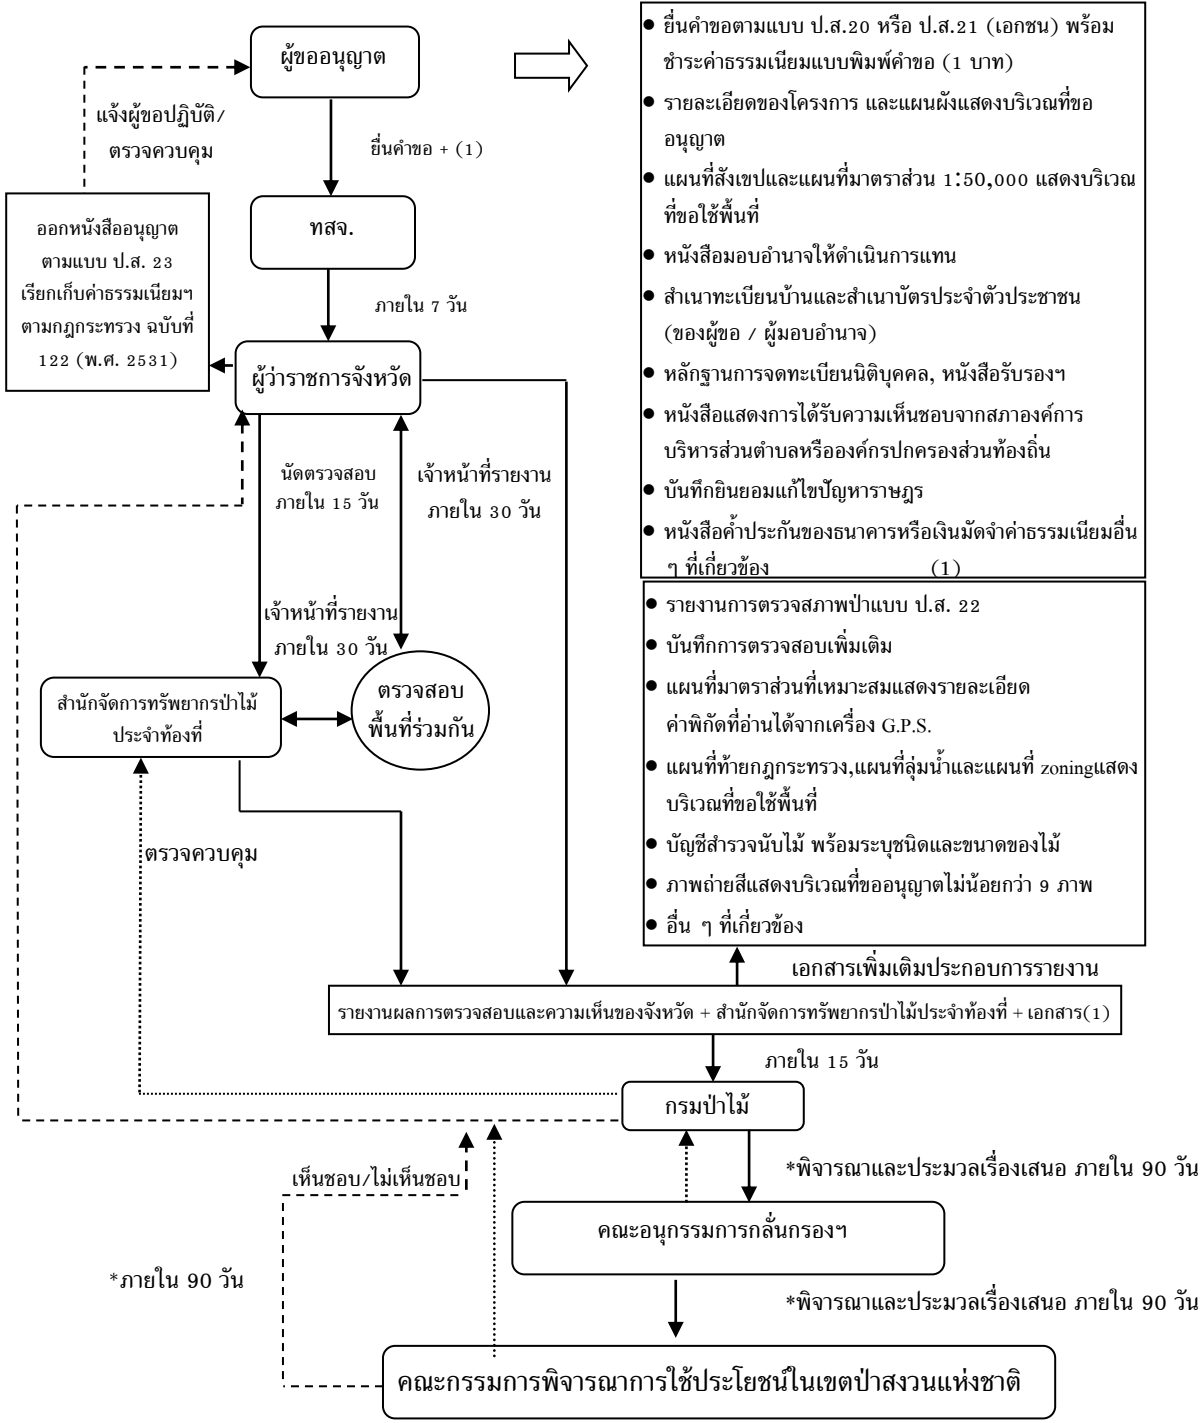 ผู้ขออนุญาต
แจ้งผู้ขอปฏิบัติ/
ตรวจควบคุม
ยื่นคำขอ + (1)
ทสจ.
ออกหนังสืออนุญาต
ตามแบบ ป.ส. 23
เรียกเก็บค่าธรรมเนียมฯ
ตามกฎกระทรวง ฉบับที่
122 (พ.ศ. 2531)
ภายใน 7 วัน
ผู้ว่าราชการจังหวัด
นัดตรวจสอบ
ภายใน 15 วัน
เจ้าหน้าที่รายงาน
ภายใน 30 วัน
เจ้าหน้าที่รายงาน
ภายใน 30 วัน
สำนักจัดการทรัพยากรป่าไม้
ประจำท้องที่
ตรวจสอบ
พื้นที่ร่วมกัน
ตรวจควบคุม
● ยื่นคำขอตามแบบ ป.ส.20 หรือ ป.ส.21 (เอกชน) พร้อม
ชำระค่าธรรมเนียมแบบพิมพ์คำขอ (1 บาท)
● รายละเอียดของโครงการ และแผนผังแสดงบริเวณที่ขอ
อนุญาต
● แผนที่สังเขปและแผนที่มาตราส่วน 1:50,000 แสดงบริเวณ
ที่ขอใช้พื้นที่
● หนังสือมอบอำนาจให้ดำเนินการแทน
● สำเนาทะเบียนบ้านและสำเนาบัตรประจำตัวประชาชน
(ของผู้ขอ / ผู้มอบอำนาจ)
● หลักฐานการจดทะเบียนนิติบุคคล, หนังสือรับรองฯ
● หนังสือแสดงการได้รับความเห็นชอบจากสภาองค์การ
บริหารส่วนตำบลหรือองค์กรปกครองส่วนท้องถิ่น
● บันทึกยินยอมแก้ไขปัญหาราษฎร
● หนังสือค้ำประกันของธนาคารหรือเงินมัดจำค่าธรรมเนียมอื่น
ๆ ที่เกี่ยวข้อง (1)
● รายงานการตรวจสภาพป่าแบบ ป.ส. 22
● บันทึกการตรวจสอบเพิ่มเติม
● แผนที่มาตราส่วนที่เหมาะสมแสดงรายละเอียด
ค่าพิกัดที่อ่านได้จากเครื่อง G.P.S.
● แผนที่ท้ายกฎกระทรวง,แผนที่ลุ่มน้ำและแผนที่ zoningแสดง
บริเวณที่ขอใช้พื้นที่
● บัญชีสำรวจนับไม้ พร้อมระบุชนิดและขนาดของไม้
● ภาพถ่ายสีแสดงบริเวณที่ขออนุญาตไม่น้อยกว่า 9 ภาพ
● อื่น ๆ ที่เกี่ยวข้อง
เอกสารเพิ่มเติมประกอบการรายงาน
รายงานผลการตรวจสอบและความเห็นของจังหวัด + สำนักจัดการทรัพยากรป่าไม้ประจำท้องที่ + เอกสาร(1)
ภายใน 15 วัน
กรมป่าไม้
*พิจารณาและประมวลเรื่องเสนอ ภายใน 90 วัน
เห็นชอบ/ไม่เห็นชอบ
คณะอนุกรรมการกลั่นกรองฯ
*ภายใน 90 วัน
*พิจารณาและประมวลเรื่องเสนอ ภายใน 90 วัน
คณะกรรมการพิจารณาการใช้ประโยชน์ในเขตป่าสงวนแห่งชาติ